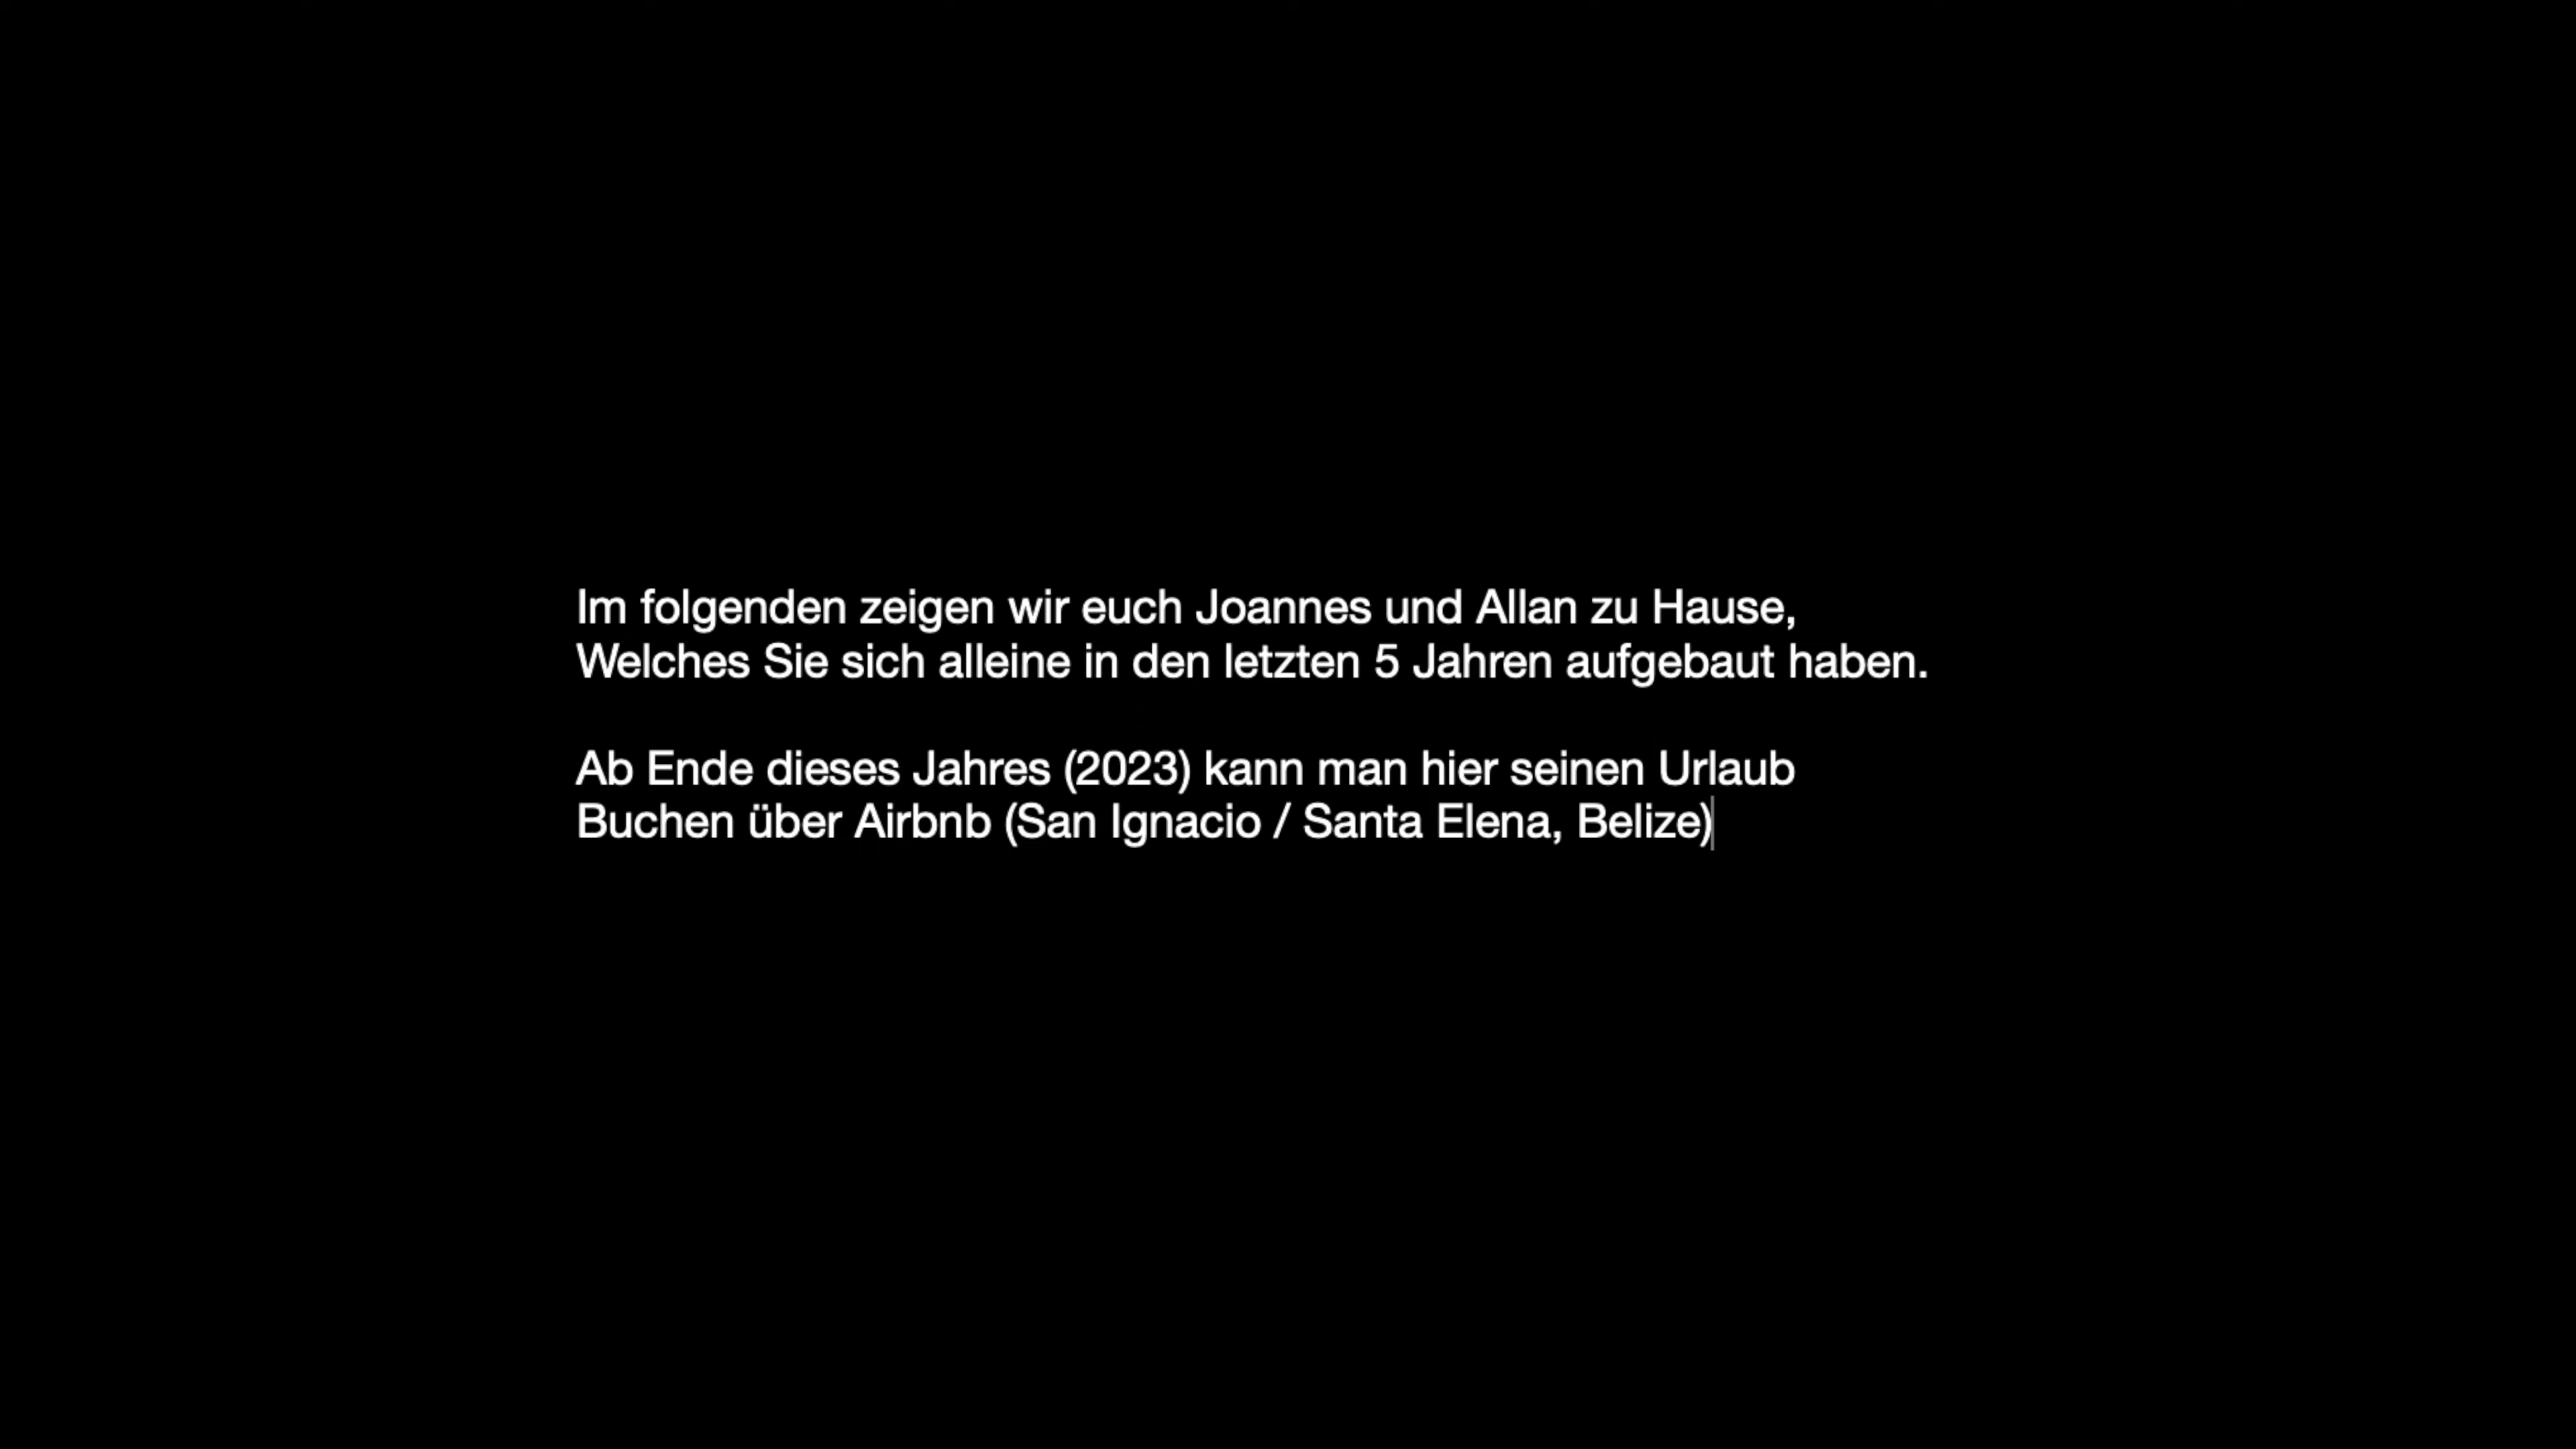 Im folgenden zeigen wir euch Joannes und Allan zu Hause,
Welches Sie sich alleine in den letzten 5 Jahren aufgebaut haben.
Ab Ende dieses Jahres (2023) kann man hier seinen Urlaub
Buchen über Airbnb (San Ignacio / Santa Elena, Belize)